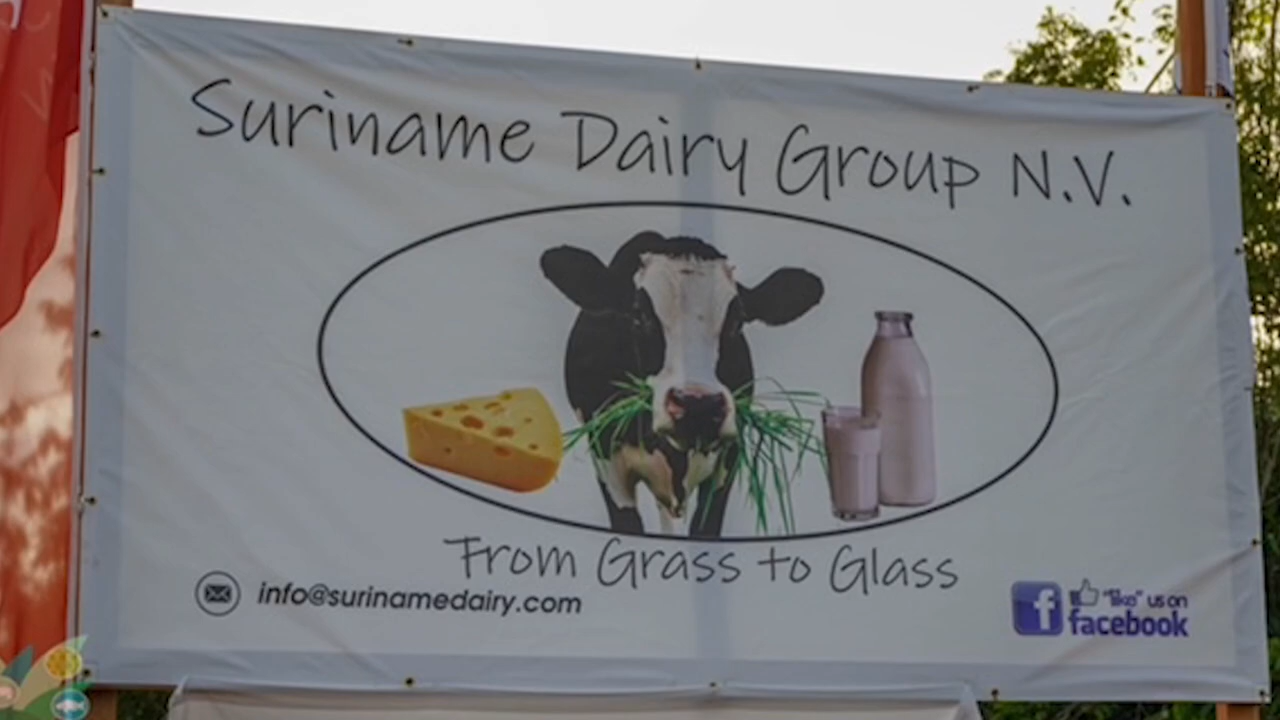 Suriname Dairy Group N.V.
From Grass to Glass
info@surinamedairy.com
f "like" us on
facebook